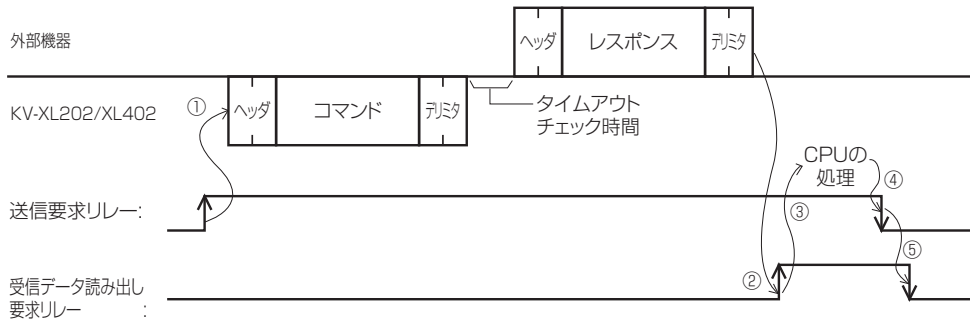 外部機器
ヘッダ
レスポンス
デリミタ
KV-XL202/XL402
①
ヘッダ
コマンド
デリミタ
タイムアウト
チェック時間
CPUの
処理
④
送信要求リレー:
③
⑤
受信データ読み出し
要求リレー :
②